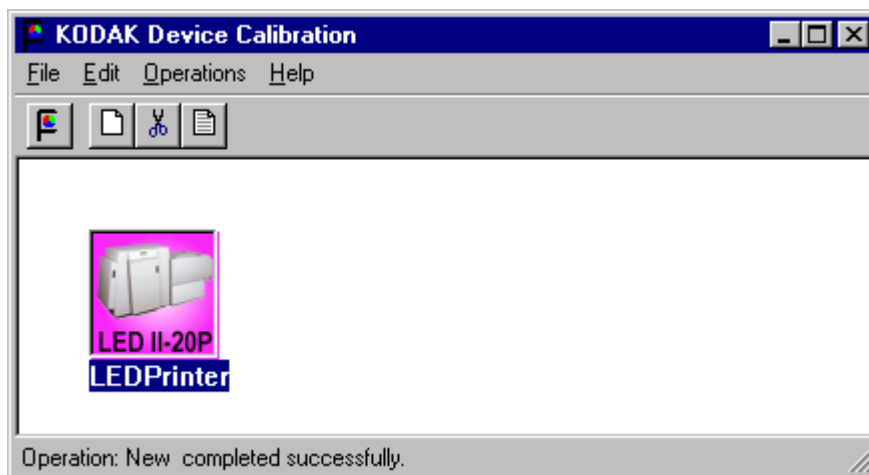 KODAK Device Calibration
File Edit Operations Help
LED II-20P
LEDPrinter
Operation: New completed successfully.